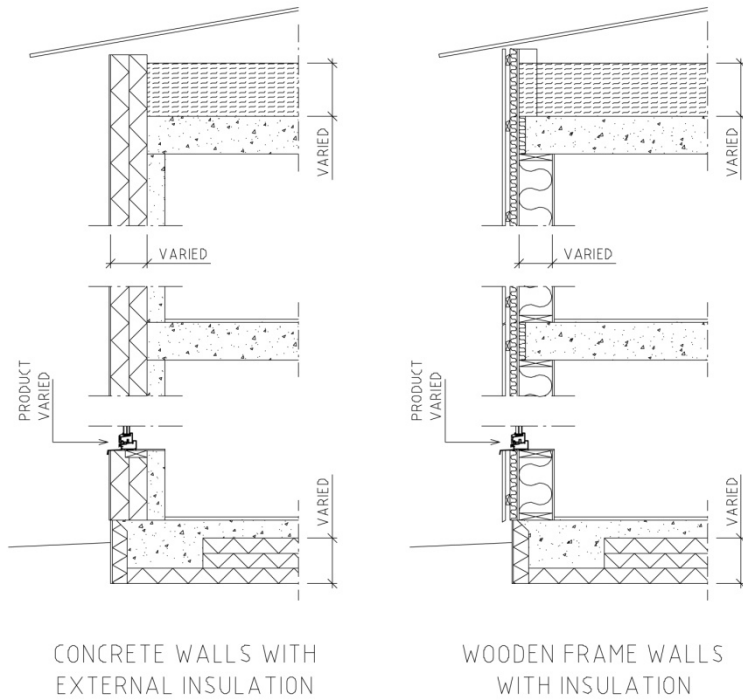 VARIED
VARIED
VARIED
VARIED
PRODUCT
VARIED
PRODUCT
VARIED
VARIED
VARIED
CONCRETE WALLS WITH
EXTERNAL INSULATION
WOODEN FRAME WALLS
WITH INSULATION